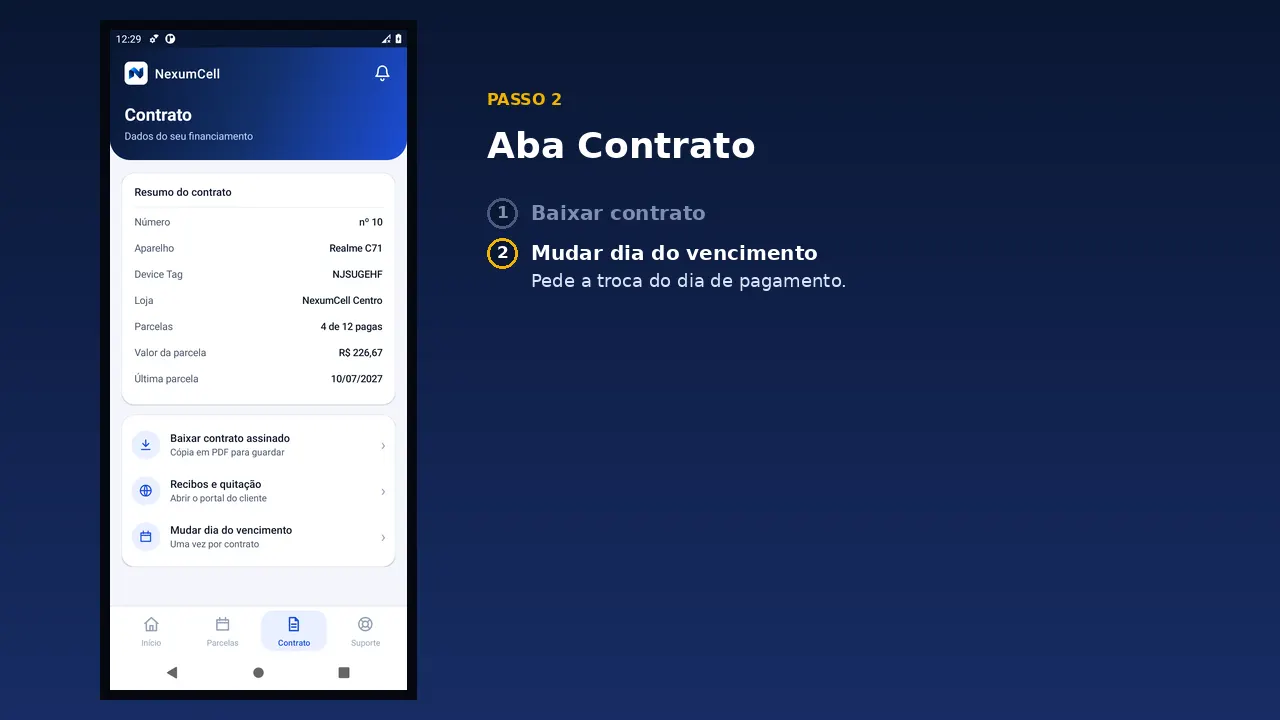 12:29
NexumCell
Contrato
Dados do seu financiamento
Resumo do contrato
Número nº 10
Aparelho Realme C71
Device Tag NJSUGEHF
Loja NexumCell Centro
Parcelas 4 de 12 pagas
Valor da parcela R$ 226,67
Última parcela 10/07/2027
Baixar contrato assinado
Cópia em PDF para guardar
Recibos e quitação
Abrir o portal do cliente
Mudar dia do vencimento
Uma vez por contrato
Início Parcelas Contrato Suporte
PASSO 2
Aba Contrato
1 Baixar contrato
2 Mudar dia do vencimento
Pede a troca do dia de pagamento.